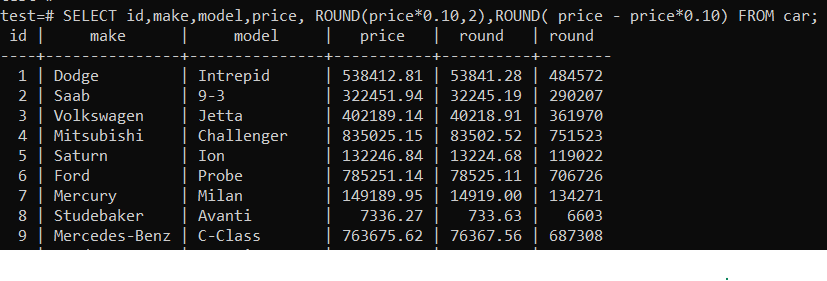 test=# SELECT id,make,model,price, ROUND(price*0.10,2),ROUND( price - price*0.10) FROM car;
 id |     make      |     model     |   price   |  round   | round
----+---------------+---------------+-----------+----------+--------
  1 | Dodge         | Intrepid      | 538412.81 | 53841.28 | 484572
  2 | Saab          | 9-3           | 322451.94 | 32245.19 | 290207
  3 | Volkswagen    | Jetta         | 402189.14 | 40218.91 | 361970
  4 | Mitsubishi    | Challenger    | 835025.15 | 83502.52 | 751523
  5 | Saturn        | Ion           | 132246.84 | 13224.68 | 119022
  6 | Ford          | Probe         | 785251.14 | 78525.11 | 706726
  7 | Mercury       | Milan         | 149189.95 | 14919.00 | 134271
  8 | Studebaker    | Avanti        |   7336.27 |   733.63 |   6603
  9 | Mercedes-Benz | C-Class       | 763675.62 | 76367.56 | 687308